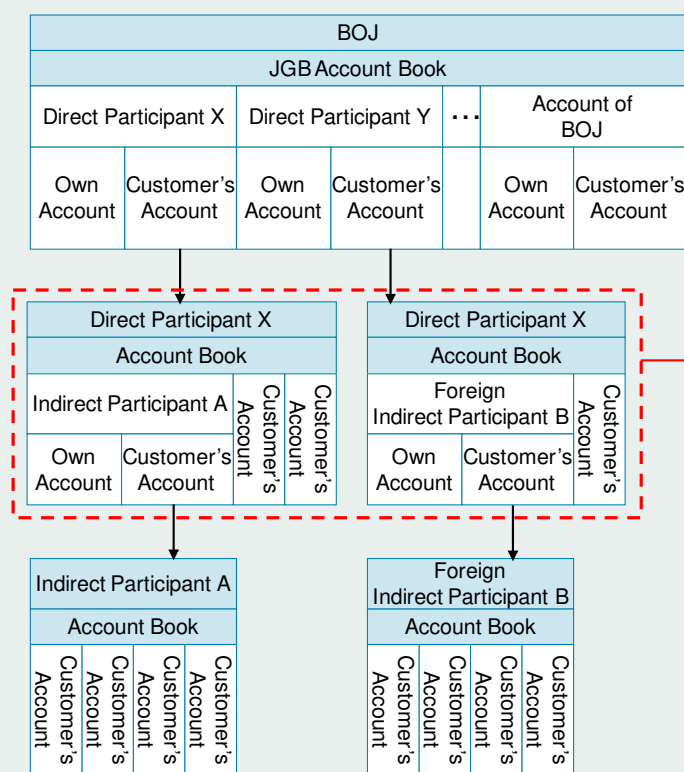 BOJ
JGB Account Book
Direct Participant X
Direct Participant Y
...
Account of
BOJ
Own
Account
Customer's
Account
Own
Account
Customer's
Account
Own
Account
Customer's
Account
Direct Participant X
Account Book
Indirect Participant A
Own
Account
Customer's
Account
Customer's
Account
Customer's
Account
Direct Participant X
Account Book
Foreign
Indirect Participant B
Own
Account
Customer's
Account
Customer's
Account
Indirect Participant A
Account Book
Customer's
Account
Customer's
Account
Customer's
Account
Customer's
Account
Foreign
Indirect Participant B
Account Book
Customer's
Account
Customer's
Account
Customer's
Account
Customer's
Account